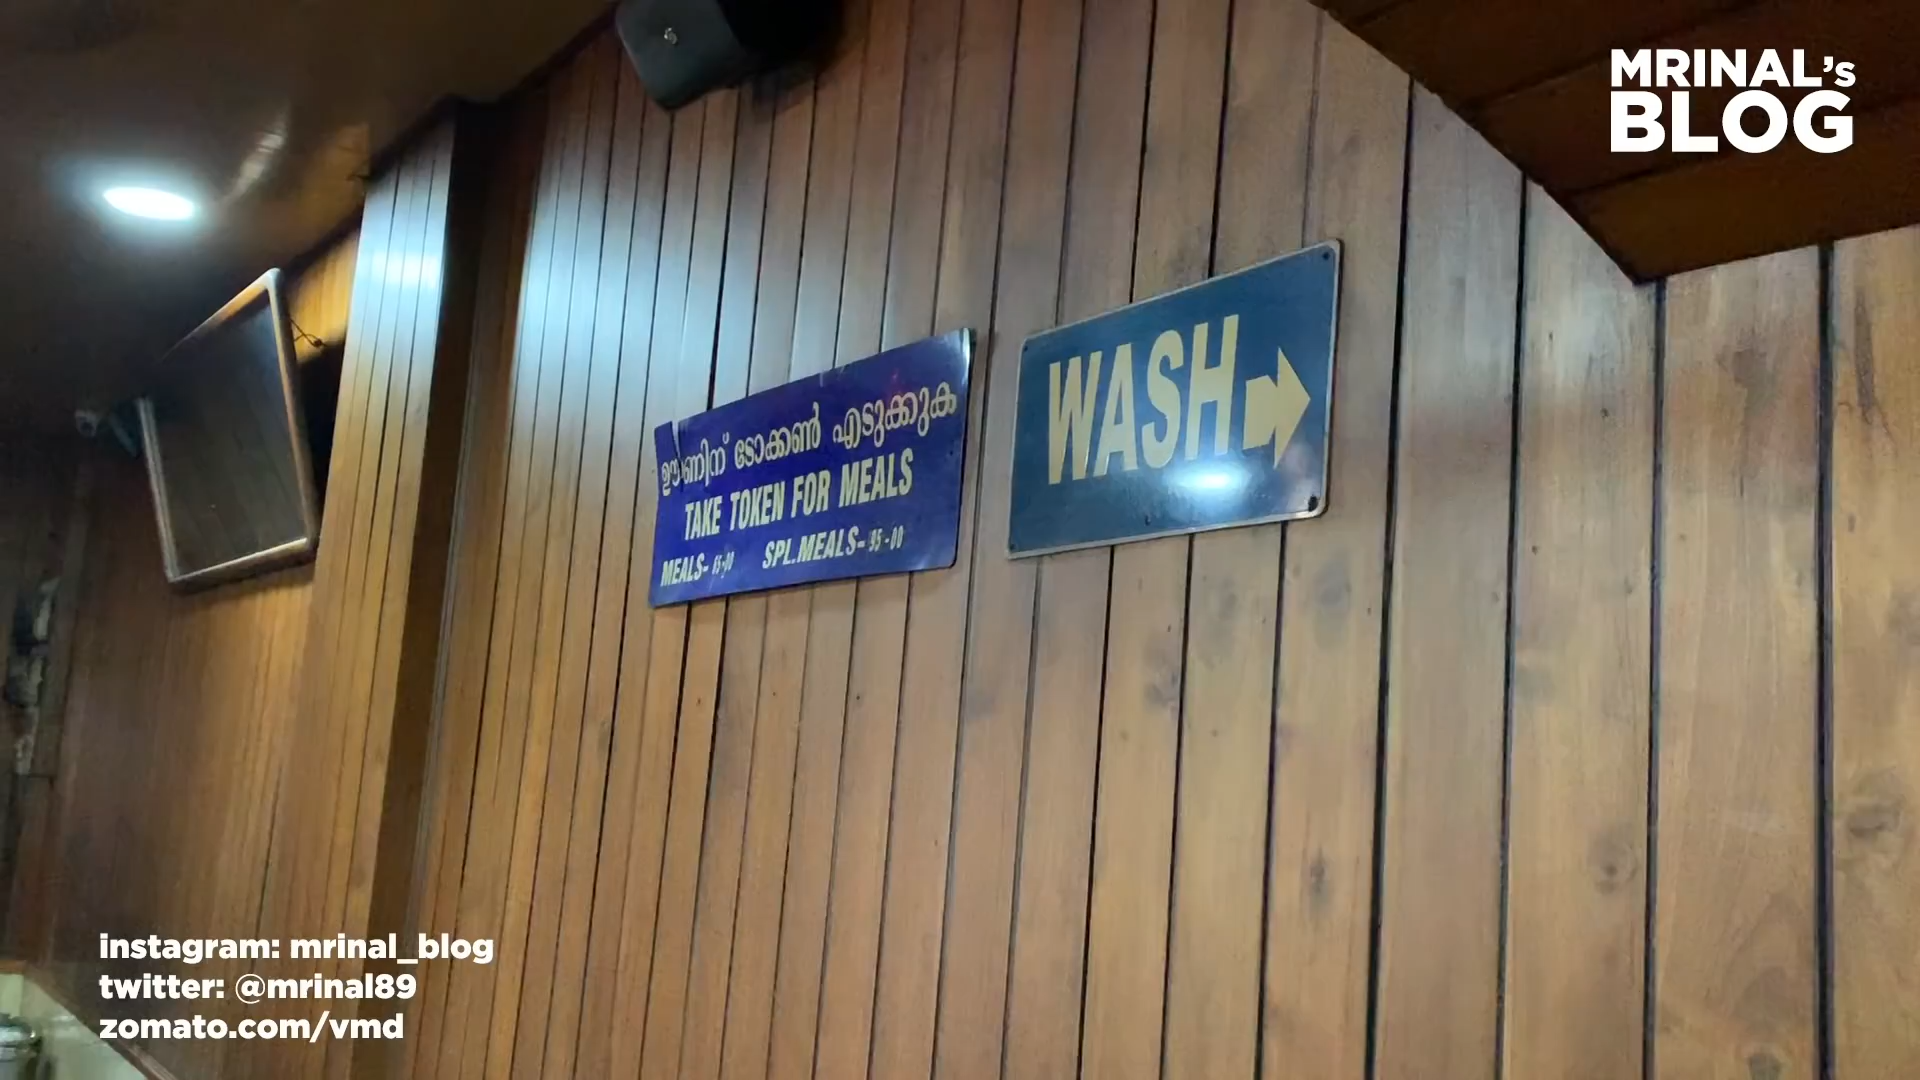 MRINAL's
BLOG
ഊണിന് ടോക്കൺ എടുക്കുക
TAKE TOKEN FOR MEALS
MEALS- SPL.MEALS- 95-00
WASH
instagram: mrinal_blog
twitter: @mrinal89
zomato.com/vmd